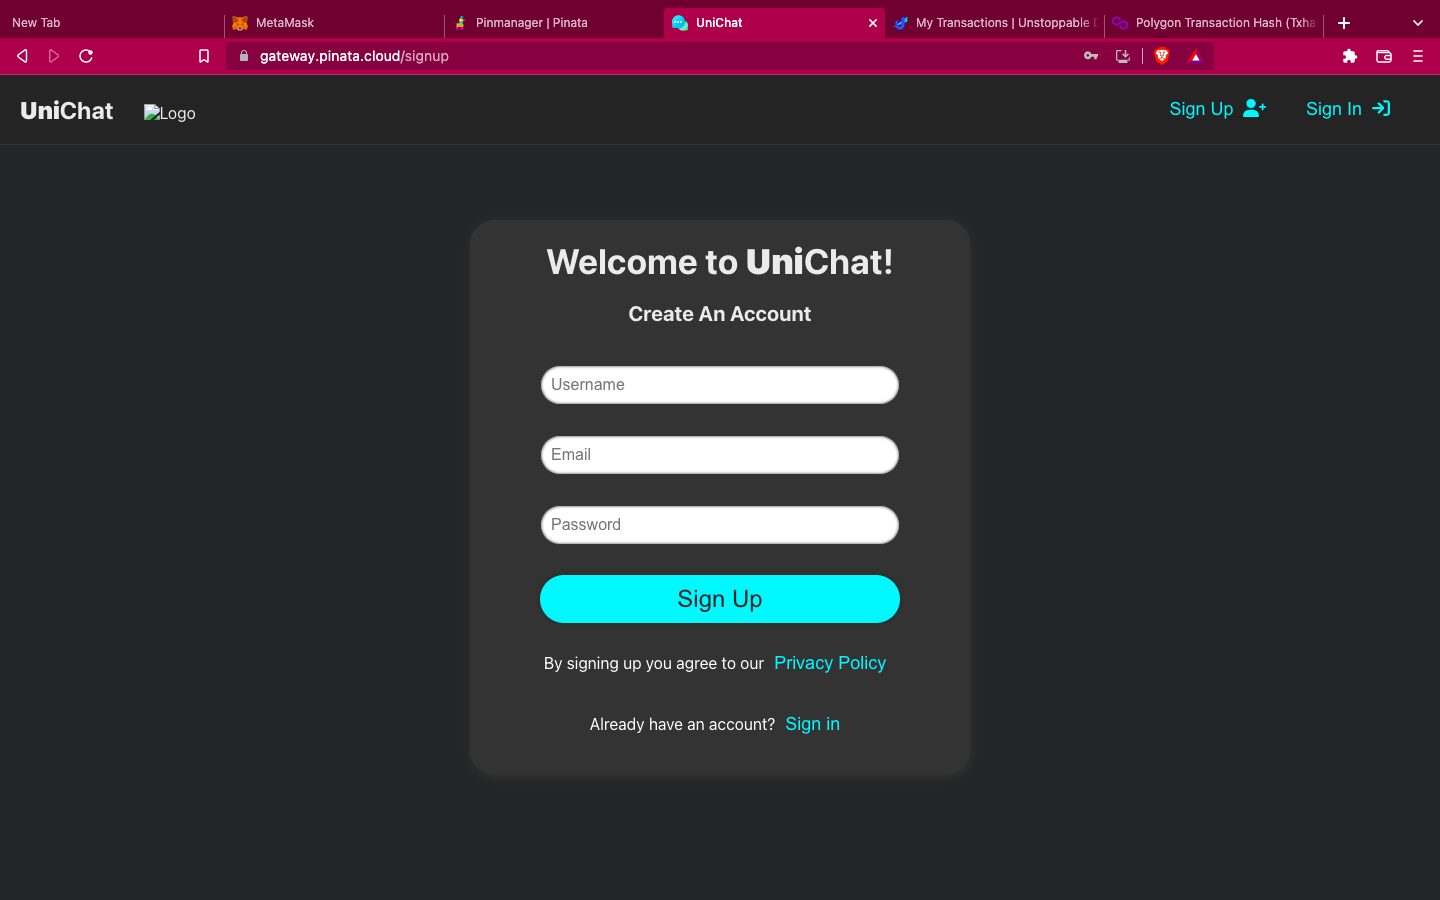 New Tab
MetaMask
Pinmanager | Pinata
UniChat
My Transactions | Unstoppable D
Polygon Transaction Hash (Txha
gateway.pinata.cloud/signup
UniChat
Logo
Sign Up
Sign In
Welcome to UniChat!
Create An Account
Username
Email
Password
Sign Up
By signing up you agree to our Privacy Policy
Already have an account? Sign in